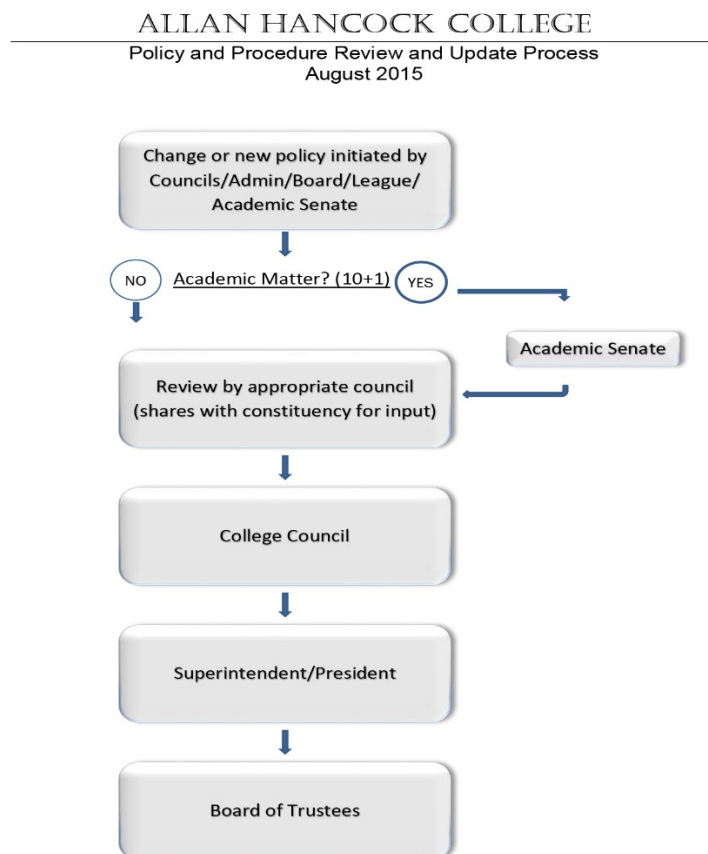 ALLAN HANCOCK COLLEGE
Policy and Procedure Review and Update Process
August 2015
Change or new policy initiated by
Councils/Admin/Board/League/
Academic Senate
NO
Academic Matter? (10+1)
YES
Academic Senate
Review by appropriate council
(shares with constituency for input)
College Council
Superintendent/President
Board of Trustees